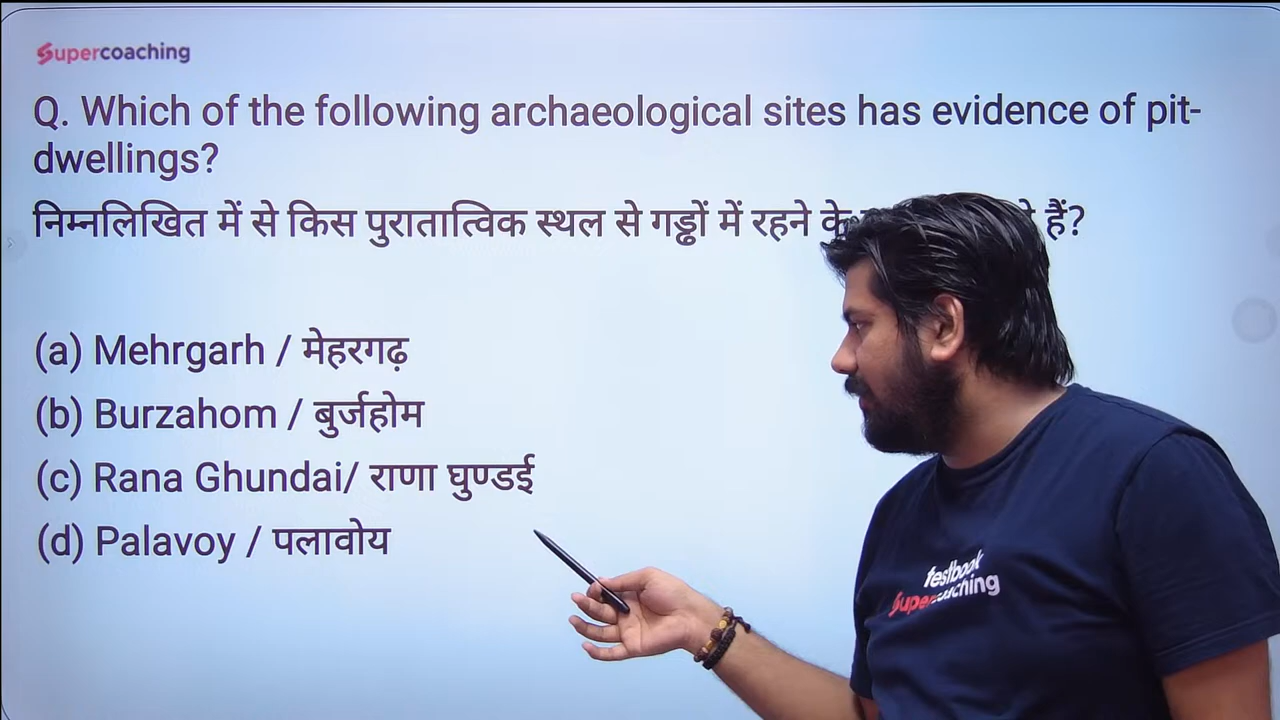 Supercoaching
Q. Which of the following archaeological sites has evidence of pit-
dwellings?
निम्नलिखित में से किस पुरातात्विक स्थल से गड्ढों में रहने के हैं?
(a) Mehrgarh / मेहरगढ़
(b) Burzahom / बुर्जहोम
(c) Rana Ghundai/ राणा घुण्डई
(d) Palavoy / पलावोय
testbook
Supercoaching